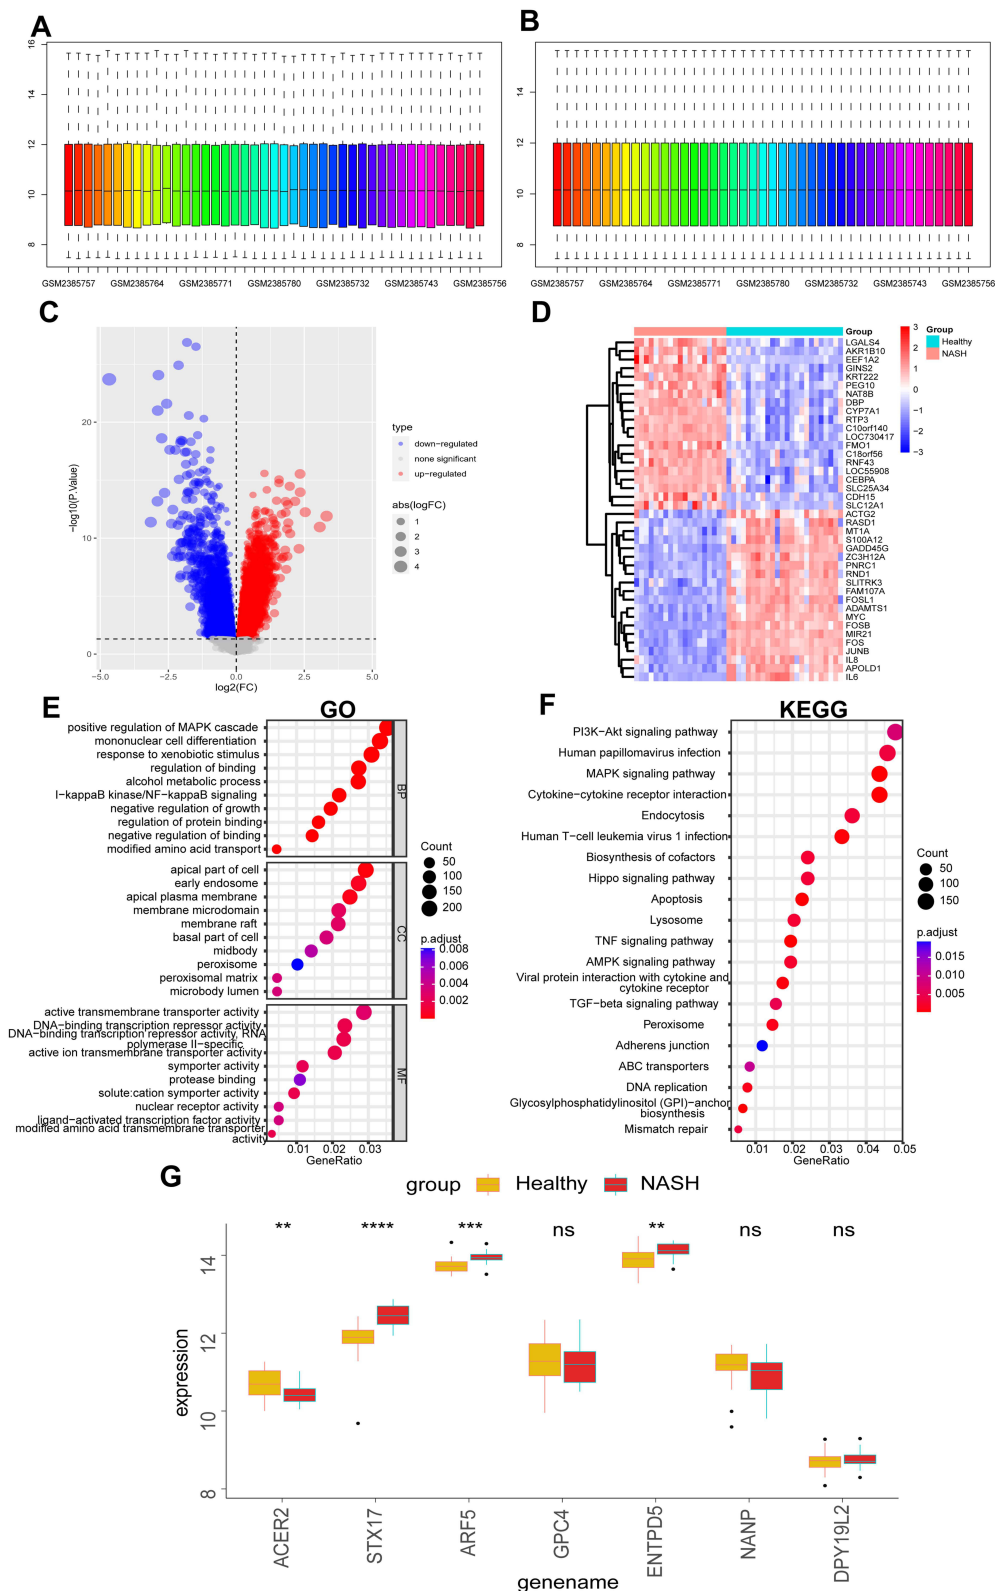 A
B
16
14
12
10
8
14
12
10
8
GSM2385757 GSM2385764 GSM2385771 GSM2385780 GSM2385732 GSM2385743 GSM2385756
GSM2385757 GSM2385764 GSM2385771 GSM2385780 GSM2385732 GSM2385743 GSM2385756
C
−log10(P.Value)
20
10
0
−5.0 −2.5 0.0 2.5 5.0
log2(FC)
type
down−regulated
none significant
up−regulated
abs(logFC)
1
2
3
4
D
Group
LGALS4
AKR1B10
EEF1A2
GINS2
KRT222
PEG10
NAT8B
DBP
CYP7A1
RTP3
C10orf140
LOC730417
FMO1
C18orf56
RNF43
LOC55908
CEBPA
SLC25A34
CDH15
SLC12A1
ACTG2
RASD1
MT1A
S100A12
GADD45G
ZC3H12A
PNRC1
RND1
SLITRK3
FAM107A
FOSL1
ADAMTS1
MYC
FOSB
MIR21
FOS
JUNB
IL8
APOLD1
IL6
3
2
1
0
−1
−2
−3
Group
Healthy
NASH
E
GO
positive regulation of MAPK cascade
mononuclear cell differentiation
response to xenobiotic stimulus
regulation of binding
alcohol metabolic process
I−kappaB kinase/NF−kappaB signaling
negative regulation of growth
regulation of protein binding
negative regulation of binding
modified amino acid transport
BP
apical part of cell
early endosome
apical plasma membrane
membrane microdomain
membrane raft
basal part of cell
midbody
peroxisome
peroxisomal matrix
microbody lumen
CC
active transmembrane transporter activity
DNA−binding transcription repressor activity
DNA−binding transcription repressor activity, RNA
polymerase II−specific
active ion transmembrane transporter activity
symporter activity
protease binding
solute:cation symporter activity
nuclear receptor activity
ligand−activated transcription factor activity
modified amino acid transmembrane transporter
activity
MF
0.01 0.02 0.03
GeneRatio
Count
50
100
150
200
p.adjust
0.008
0.006
0.004
0.002
F
KEGG
PI3K−Akt signaling pathway
Human papillomavirus infection
MAPK signaling pathway
Cytokine−cytokine receptor interaction
Endocytosis
Human T−cell leukemia virus 1 infection
Biosynthesis of cofactors
Hippo signaling pathway
Apoptosis
Lysosome
TNF signaling pathway
AMPK signaling pathway
Viral protein interaction with cytokine and
cytokine receptor
TGF−beta signaling pathway
Peroxisome
Adherens junction
ABC transporters
DNA replication
Glycosylphosphatidylinositol (GPI)−anchor
biosynthesis
Mismatch repair
0.01 0.02 0.03 0.04 0.05
GeneRatio
Count
50
100
150
p.adjust
0.015
0.010
0.005
G
group Healthy NASH
** **** *** ns ** ns ns
expression
14
12
10
8
ACER2 STX17 ARF5 GPC4 ENTPD5 NANP DPY19L2
genename